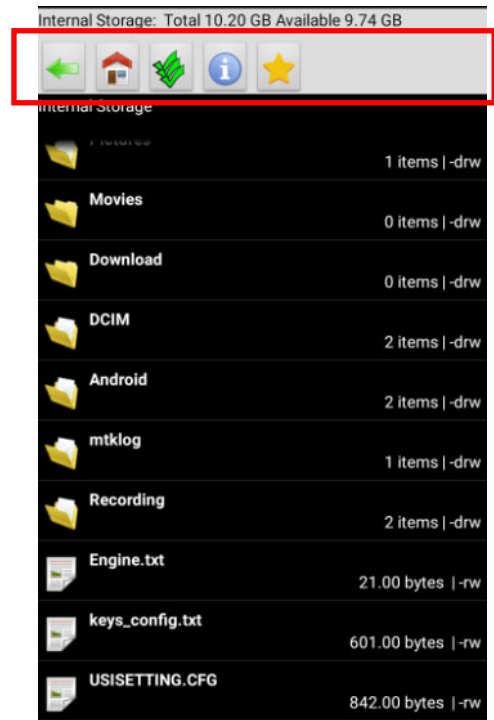 Internal Storage: Total 10.20 GB Available 9.74 GB
Internal Storage
Pictures
1 items | -drw
Movies
0 items | -drw
Download
0 items | -drw
DCIM
2 items | -drw
Android
2 items | -drw
mtklog
1 items | -drw
Recording
2 items | -drw
Engine.txt
21.00 bytes | -rw
keys_config.txt
601.00 bytes | -rw
USISETTING.CFG
842.00 bytes | -rw